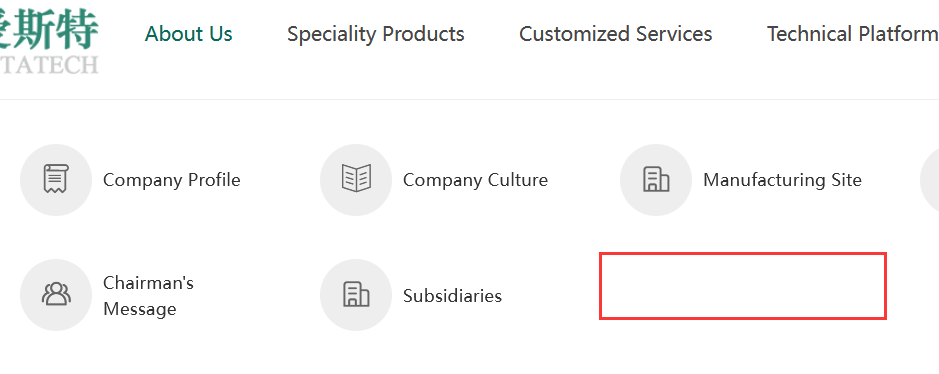 斯特
TATECH
About Us
Speciality Products
Customized Services
Technical Platform
Company Profile
Company Culture
Manufacturing Site
Chairman's
Message
Subsidiaries